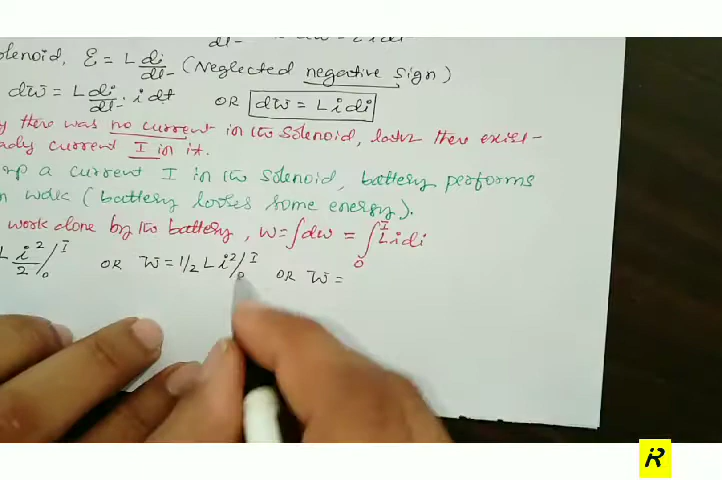 olenoid, Ɛ = L di/dt (Neglected negative sign)
dw = L di/dt · i dt OR dw = L i di
y there was no current in the solenoid, later there exist-
eady current I in it.
up a current I in the solenoid, battery performs
n work (battery looses some energy).
work done by the battery, w = ∫dw = ∫₀ᴵ L i di
L i²/2 /₀ᴵ OR W = 1/2 L i² /₀ᴵ OR W =
R